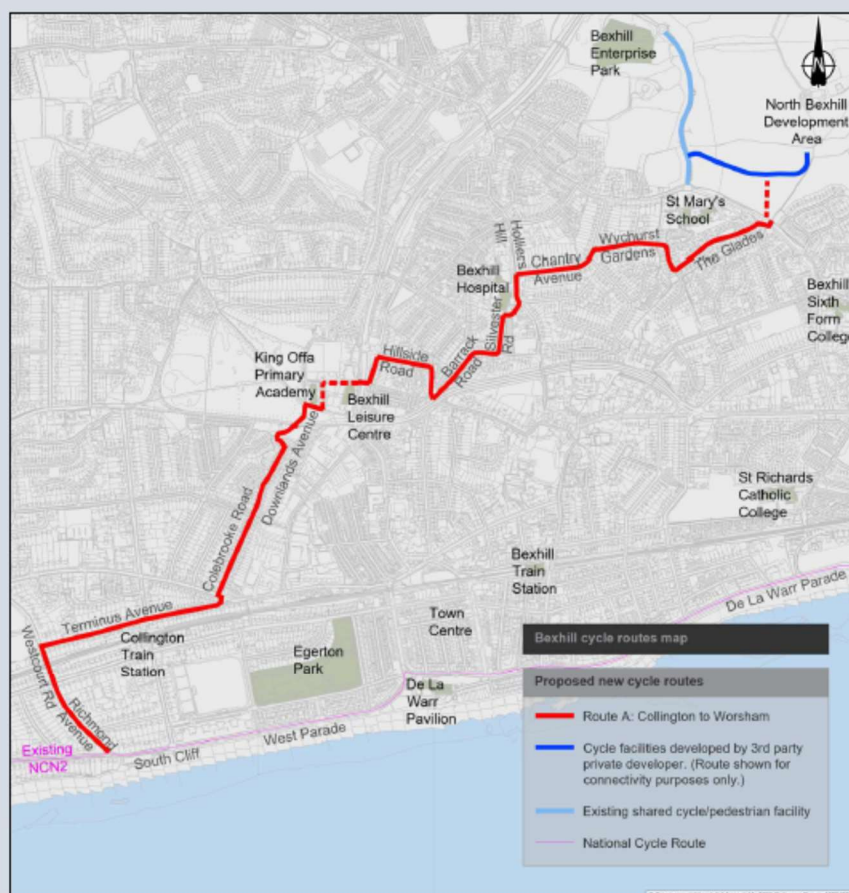 Bexhill
Enterprise
Park
North Bexhill
Development
Area
St Mary's
School
Holliers
Hill
Wychurst
Gardens
Chantry
Avenue
The Glades
Bexhill
Hospital
Silvester
Rd
Bexhill
Sixth
Form
College
Hillside
Road
Barrack
Road
King Offa
Primary
Academy
Bexhill
Leisure
Centre
Downlands Avenue
Colebrooke Road
St Richards
Catholic
College
Bexhill
Train
Station
De La Warr Parade
Terminus Avenue
Town
Centre
Collington
Train
Station
Egerton
Park
Westcourt Rd
Richmond
Avenue
De La
Warr
Pavilion
West Parade
South Cliff
Existing
NCN2
Bexhill cycle routes map
Proposed new cycle routes
Route A: Collington to Worsham
Cycle facilities developed by 3rd party
private developer. (Route shown for
connectivity purposes only.)
Existing shared cycle/pedestrian facility
National Cycle Route